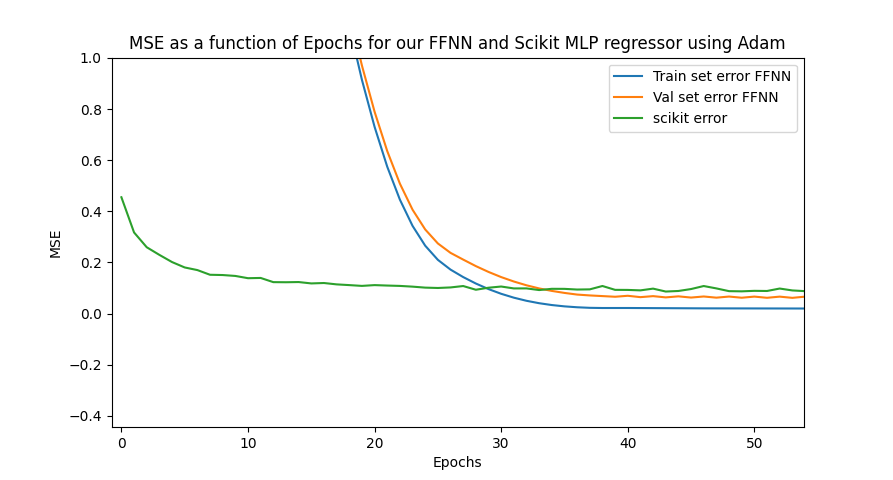 MSE as a function of Epochs for our FFNN and Scikit MLP regressor using Adam
Train set error FFNN
Val set error FFNN
scikit error
MSE
1.0
0.8
0.6
0.4
0.2
0.0
−0.2
−0.4
0 10 20 30 40 50
Epochs